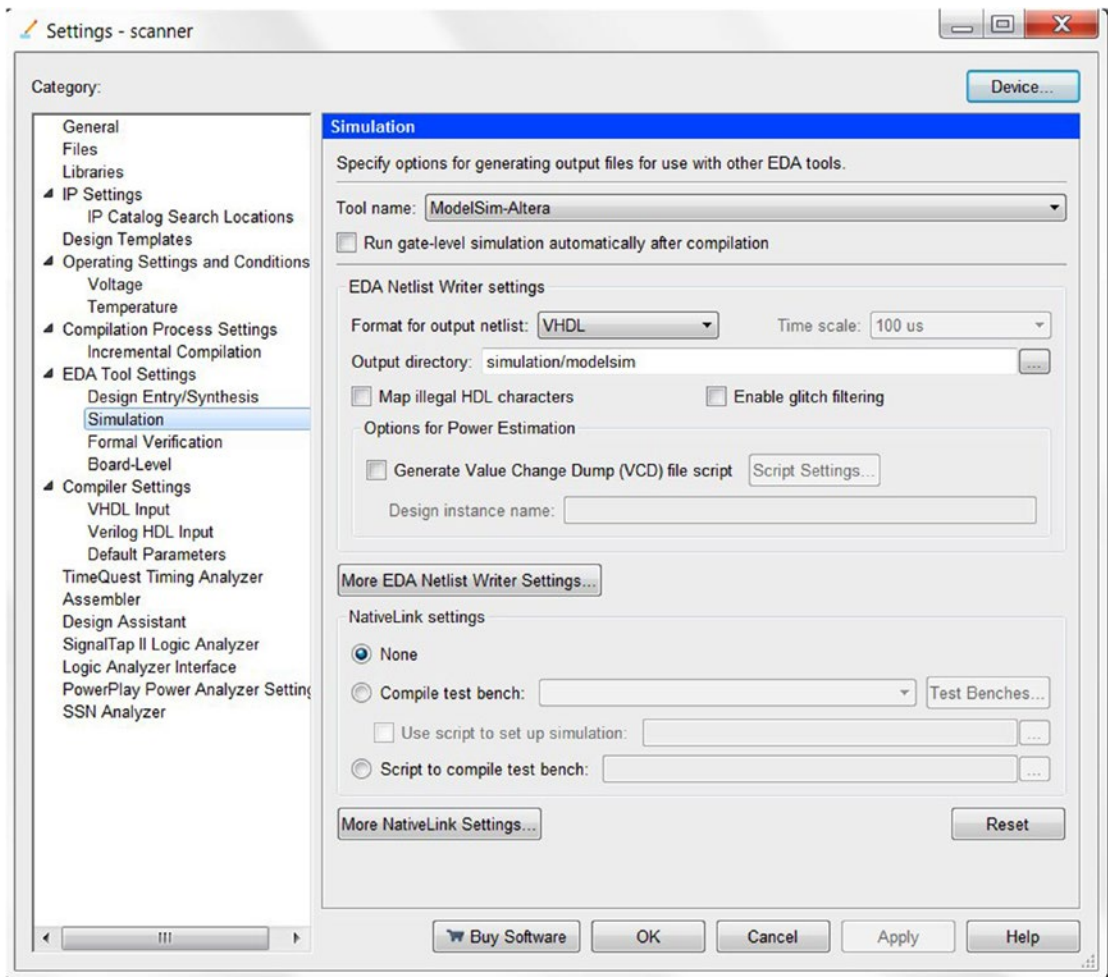 Settings - scanner
Category:
Device...
General
Files
Libraries
IP Settings
IP Catalog Search Locations
Design Templates
Operating Settings and Conditions
Voltage
Temperature
Compilation Process Settings
Incremental Compilation
EDA Tool Settings
Design Entry/Synthesis
Simulation
Formal Verification
Board-Level
Compiler Settings
VHDL Input
Verilog HDL Input
Default Parameters
TimeQuest Timing Analyzer
Assembler
Design Assistant
SignalTap II Logic Analyzer
Logic Analyzer Interface
PowerPlay Power Analyzer Setting
SSN Analyzer
Simulation
Specify options for generating output files for use with other EDA tools.
Tool name: ModelSim-Altera
Run gate-level simulation automatically after compilation
EDA Netlist Writer settings
Format for output netlist: VHDL Time scale: 100 us
Output directory: simulation/modelsim ...
Map illegal HDL characters Enable glitch filtering
Options for Power Estimation
Generate Value Change Dump (VCD) file script Script Settings...
Design instance name:
More EDA Netlist Writer Settings...
NativeLink settings
None
Compile test bench: Test Benches...
Use script to set up simulation: ...
Script to compile test bench: ...
More NativeLink Settings... Reset
Buy Software OK Cancel Apply Help